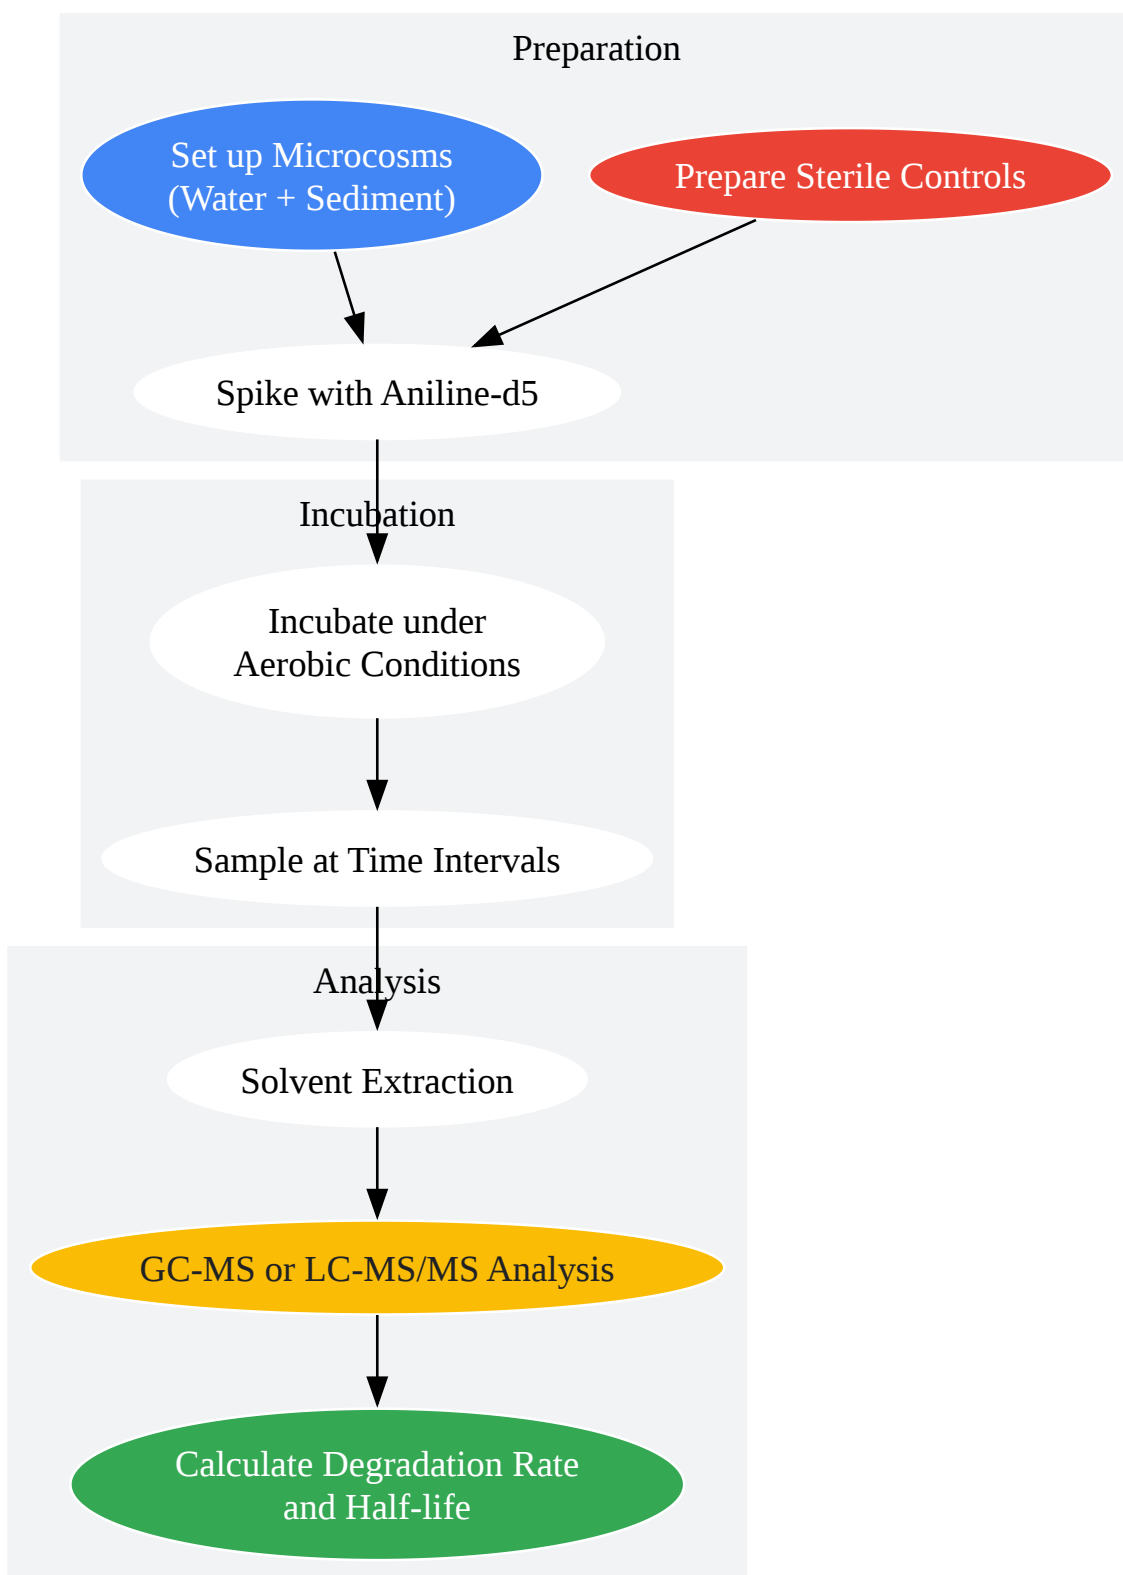 Preparation
Set up Microcosms
(Water + Sediment)
Prepare Sterile Controls
Spike with Aniline-d5
Incubation
Incubate under
Aerobic Conditions
Sample at Time Intervals
Analysis
Solvent Extraction
GC-MS or LC-MS/MS Analysis
Calculate Degradation Rate
and Half-life